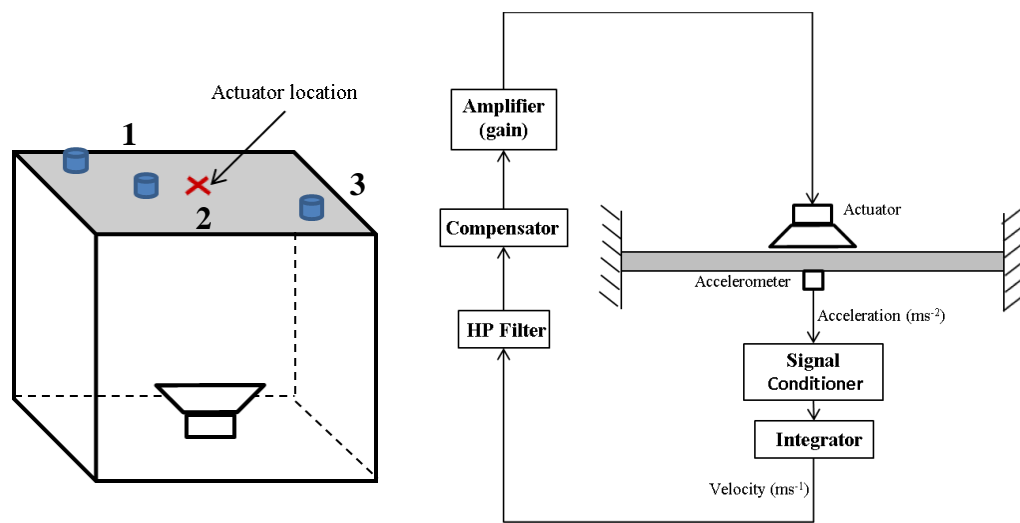 Actuator location
1
3
2
Amplifier
(gain)
Compensator
HP Filter
Actuator
Accelerometer
Acceleration (ms-2)
Signal
Conditioner
Integrator
Velocity (ms-1)